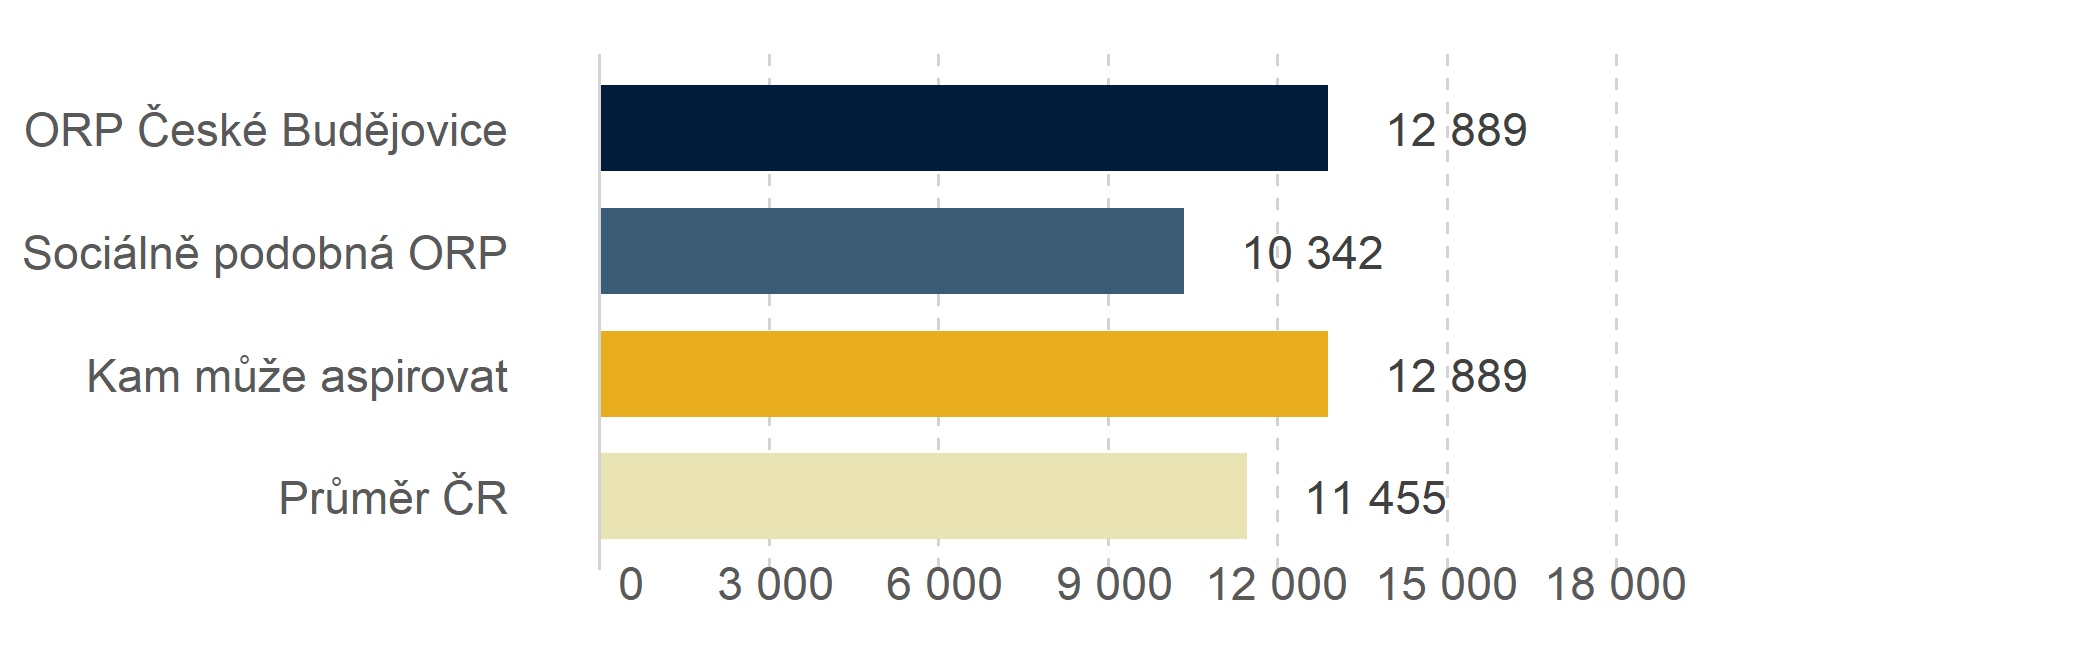 ORP České Budějovice 12 889
Sociálně podobná ORP 10 342
Kam může aspirovat 12 889
Průměr ČR 11 455
0 3 000 6 000 9 000 12 000 15 000 18 000